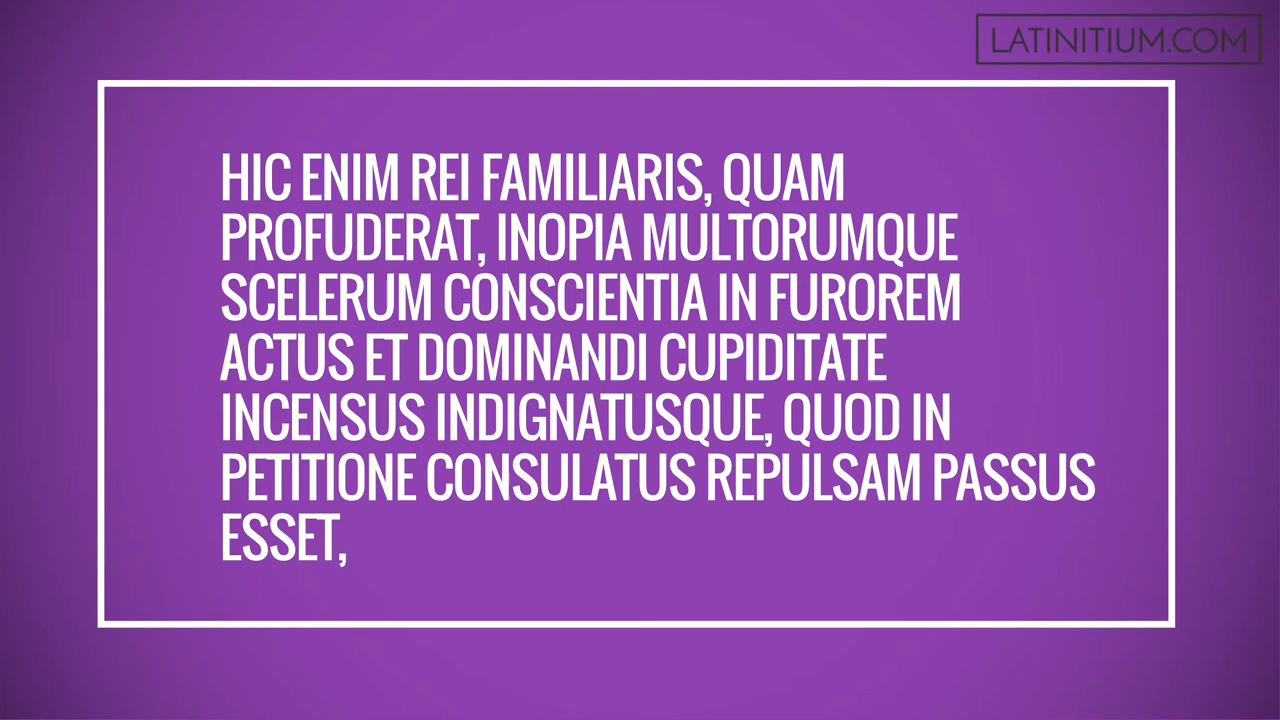 LATINITIUM.COM
HIC ENIM REI FAMILIARIS, QUAM
PROFUDERAT, INOPIA MULTORUMQUE
SCELERUM CONSCIENTIA IN FUROREM
ACTUS ET DOMINANDI CUPIDITATE
INCENSUS INDIGNATUSQUE, QUOD IN
PETITIONE CONSULATUS REPULSAM PASSUS
ESSET,